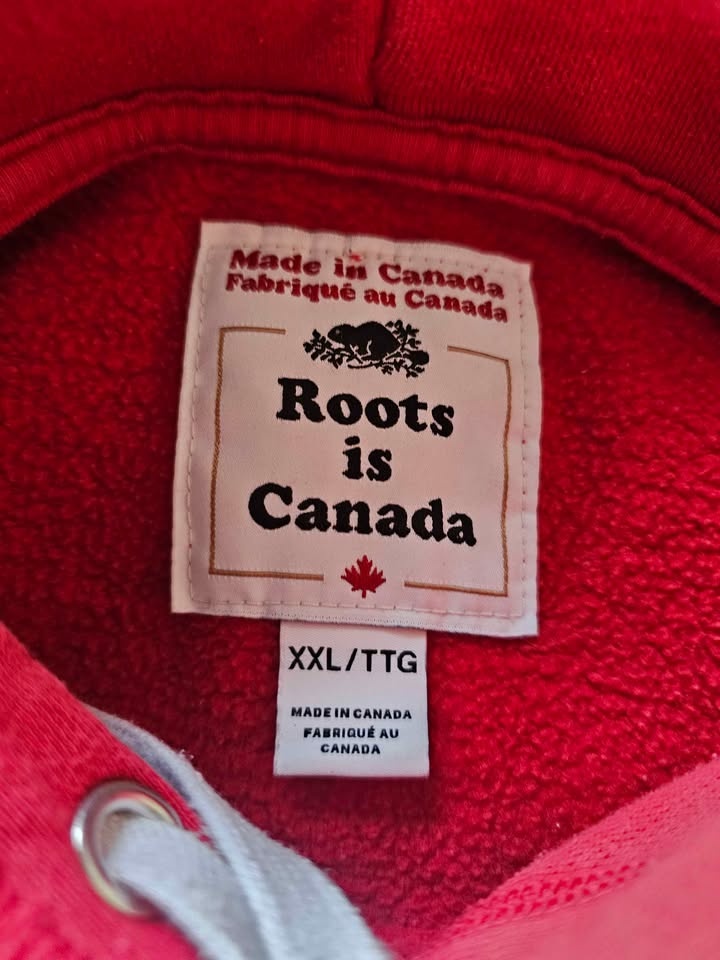 Made in Canada
Fabriqué au Canada
Roots
is
Canada
XXL/TTG
MADE IN CANADA
FABRIQUÉ AU
CANADA